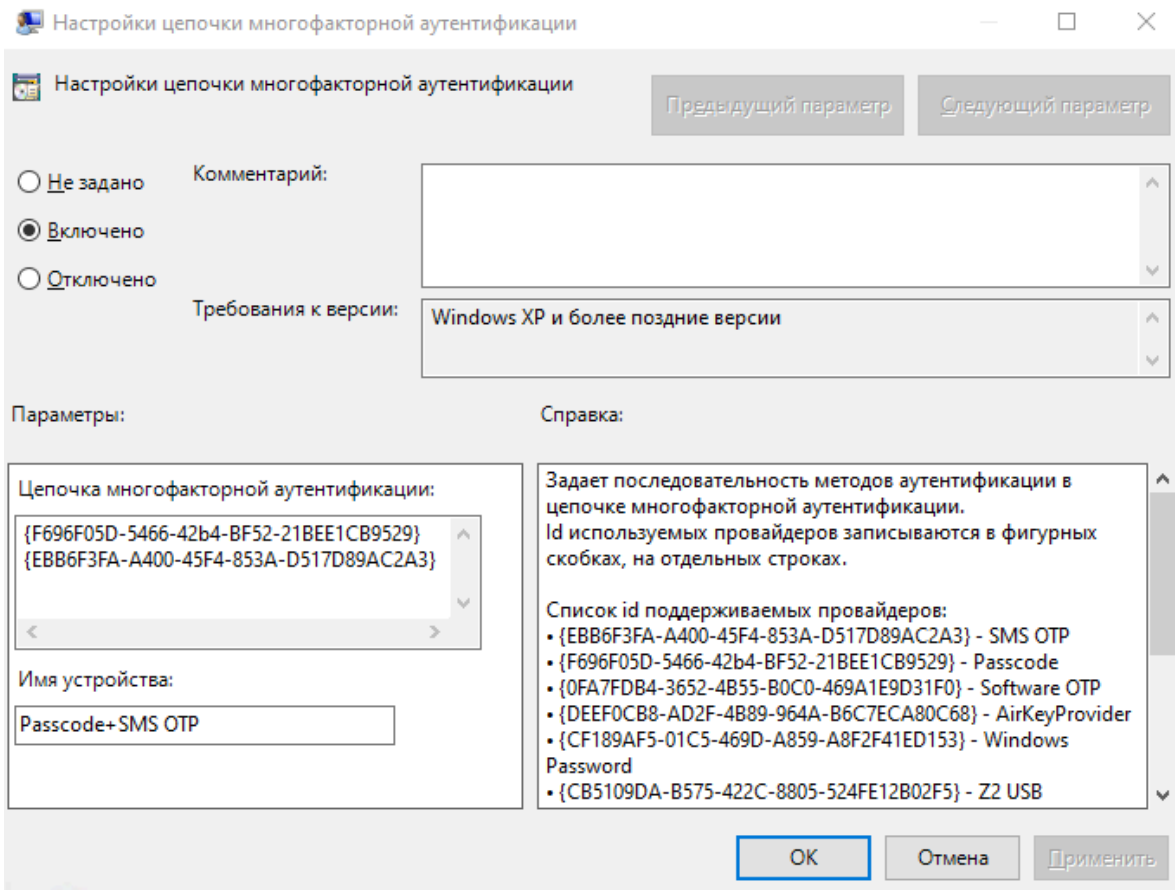 Настройки цепочки многофакторной аутентификации
Настройки цепочки многофакторной аутентификации
Предыдущий параметр
Следующий параметр
Не задано
Включено
Отключено
Комментарий:
Требования к версии:
Windows XP и более поздние версии
Параметры:
Справка:
Цепочка многофакторной аутентификации:
{F696F05D-5466-42b4-BF52-21BEE1CB9529}
{EBB6F3FA-A400-45F4-853A-D517D89AC2A3}
Имя устройства:
Passcode+SMS OTP
Задает последовательность методов аутентификации в
цепочке многофакторной аутентификации.
Id используемых провайдеров записываются в фигурных
скобках, на отдельных строках.
Список id поддерживаемых провайдеров:
• {EBB6F3FA-A400-45F4-853A-D517D89AC2A3} - SMS OTP
• {F696F05D-5466-42b4-BF52-21BEE1CB9529} - Passcode
• {0FA7FDB4-3652-4B55-B0C0-469A1E9D31F0} - Software OTP
• {DEEF0CB8-AD2F-4B89-964A-B6C7ECA80C68} - AirKeyProvider
• {CF189AF5-01C5-469D-A859-A8F2F41ED153} - Windows
Password
• {CB5109DA-B575-422C-8805-524FE12B02F5} - Z2 USB
OK
Отмена
Применить